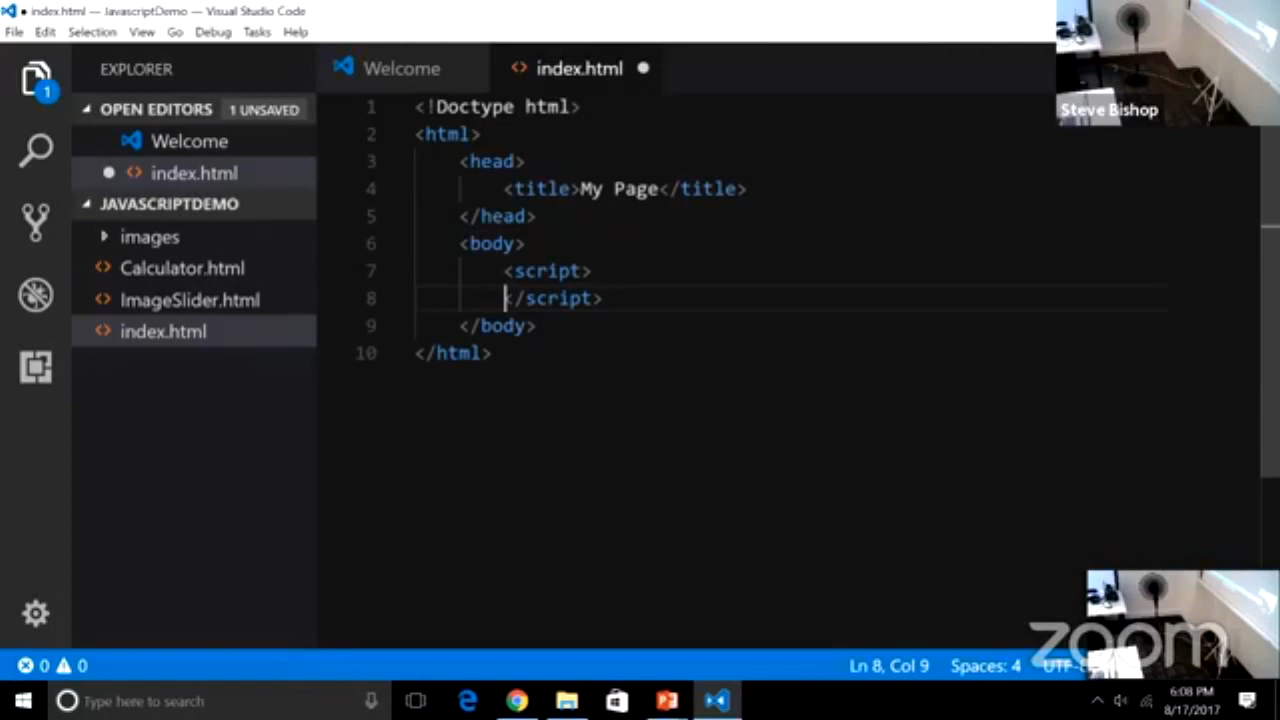 index.html — JavascriptDemo — Visual Studio Code
File Edit Selection View Go Debug Tasks Help
EXPLORER
OPEN EDITORS 1 UNSAVED
Welcome
index.html
JAVASCRIPTDEMO
images
Calculator.html
ImageSlider.html
index.html
1
Welcome index.html
1 <!Doctype html>
2 <html>
3 <head>
4 <title>My Page</title>
5 </head>
6 <body>
7 <script>
8 </script>
9 </body>
10 </html>
Steve Bishop
zoom
0 0 Ln 8, Col 9 Spaces: 4
Type here to search
6:08 PM
8/17/2017